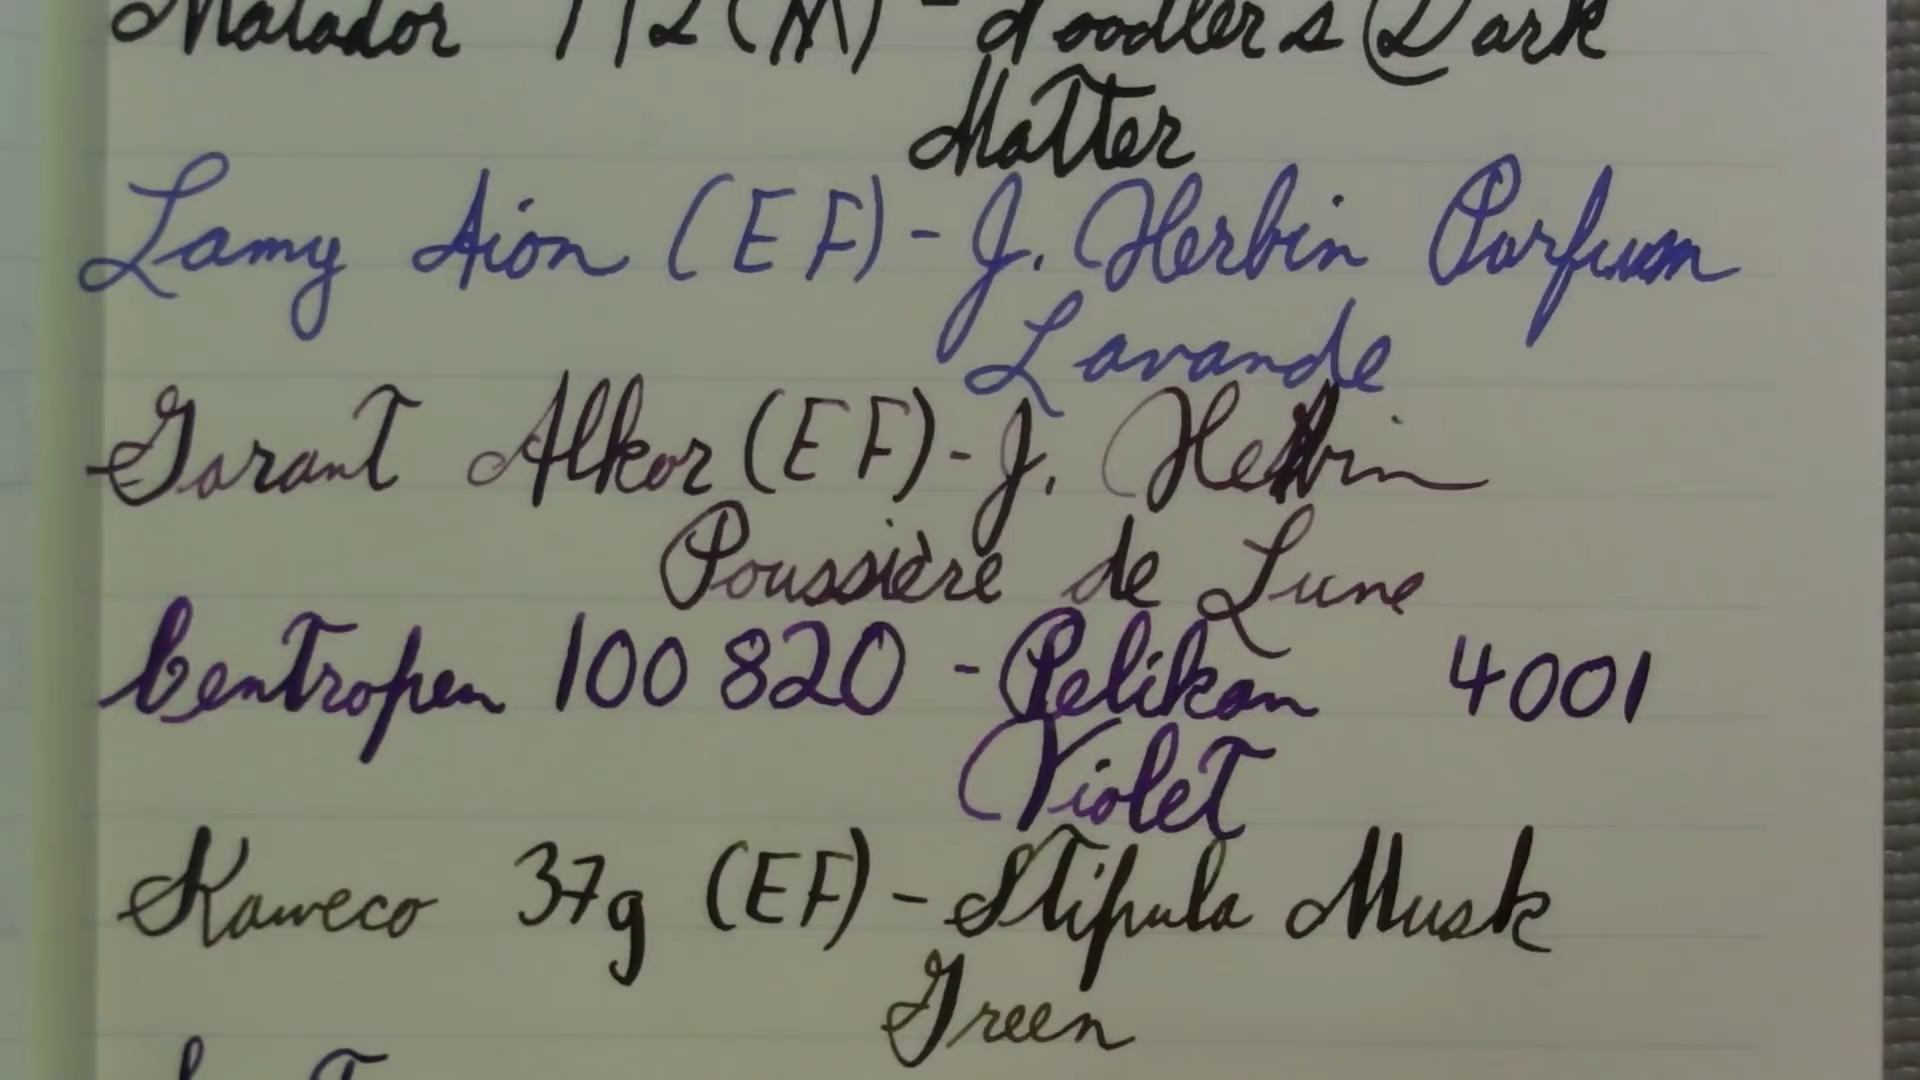 Matador 112 (M) - doodler's Dark
Matter
Lamy Aion (EF) - J. Herbin Parfum
Lavande
Garant Alkor (EF) - J. Herbin
Poussière de Lune
Centropen 100 820 - Pelikan 4001
Violet
Kaweco 37g (EF) - Stipula Musk
Green